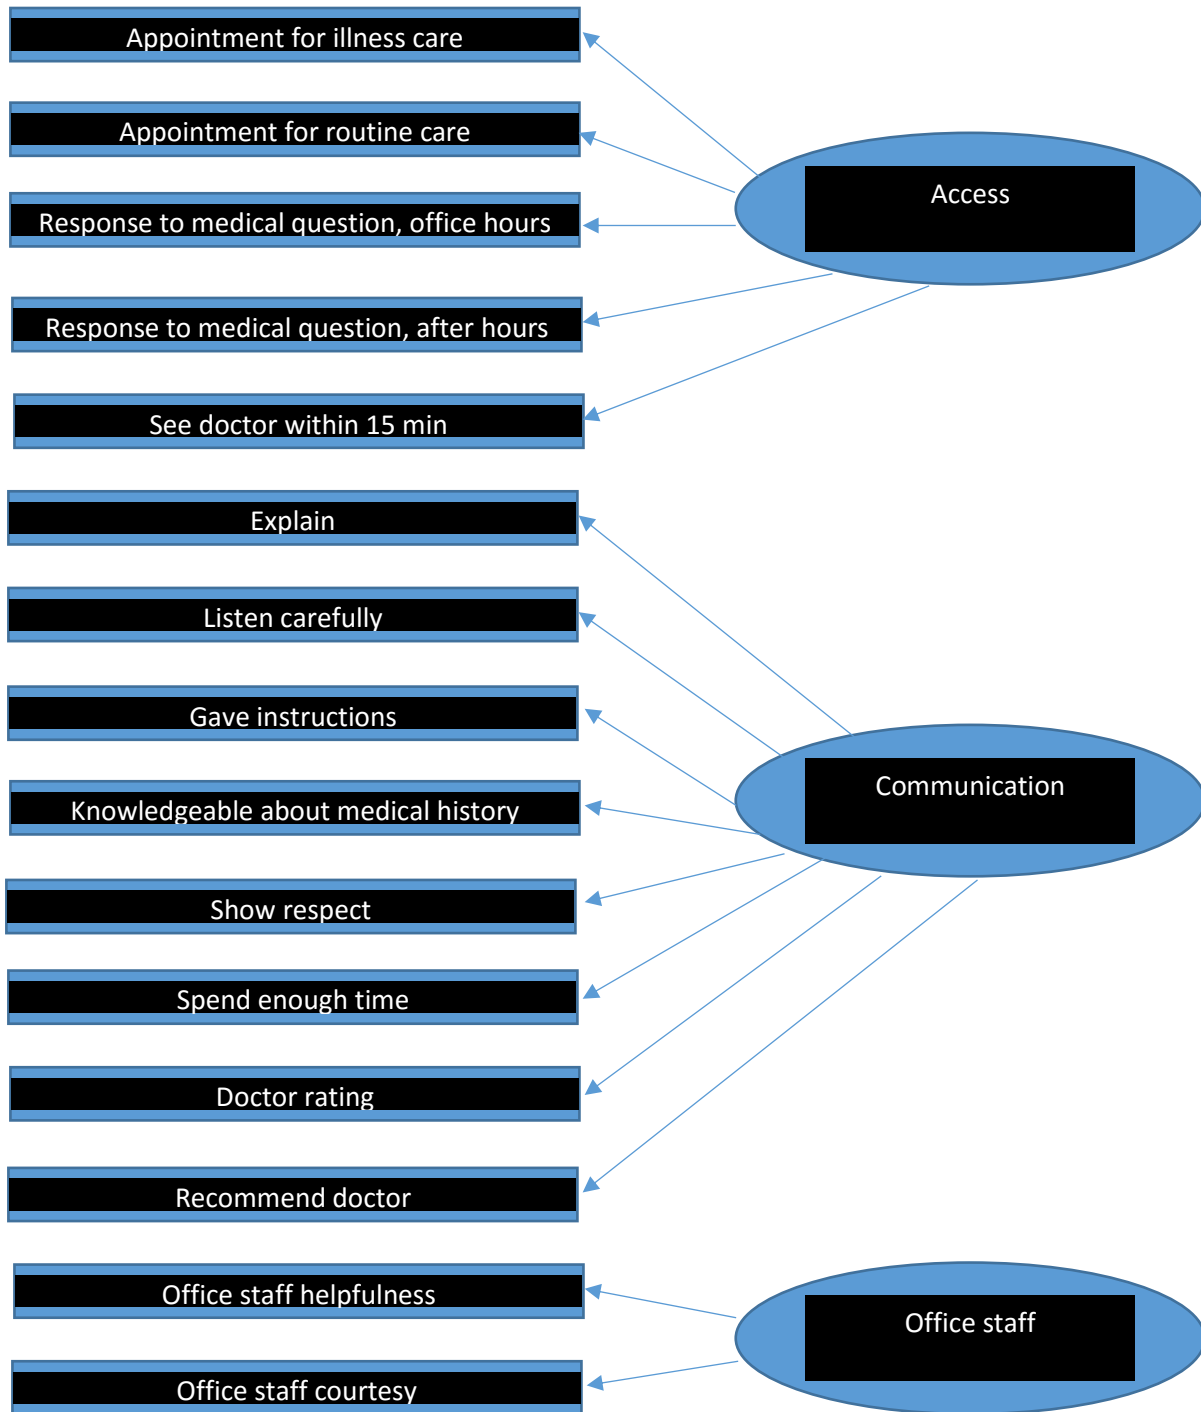 Appointment for illness care
Appointment for routine care
Access
Response to medical question, office hours
Response to medical question, after hours
See doctor within 15 min
Explain
Listen carefully
Gave instructions
Communication
Knowledgeable about medical history
Show respect
Spend enough time
Doctor rating
Recommend doctor
Office staff helpfulness
Office staff
Office staff courtesy